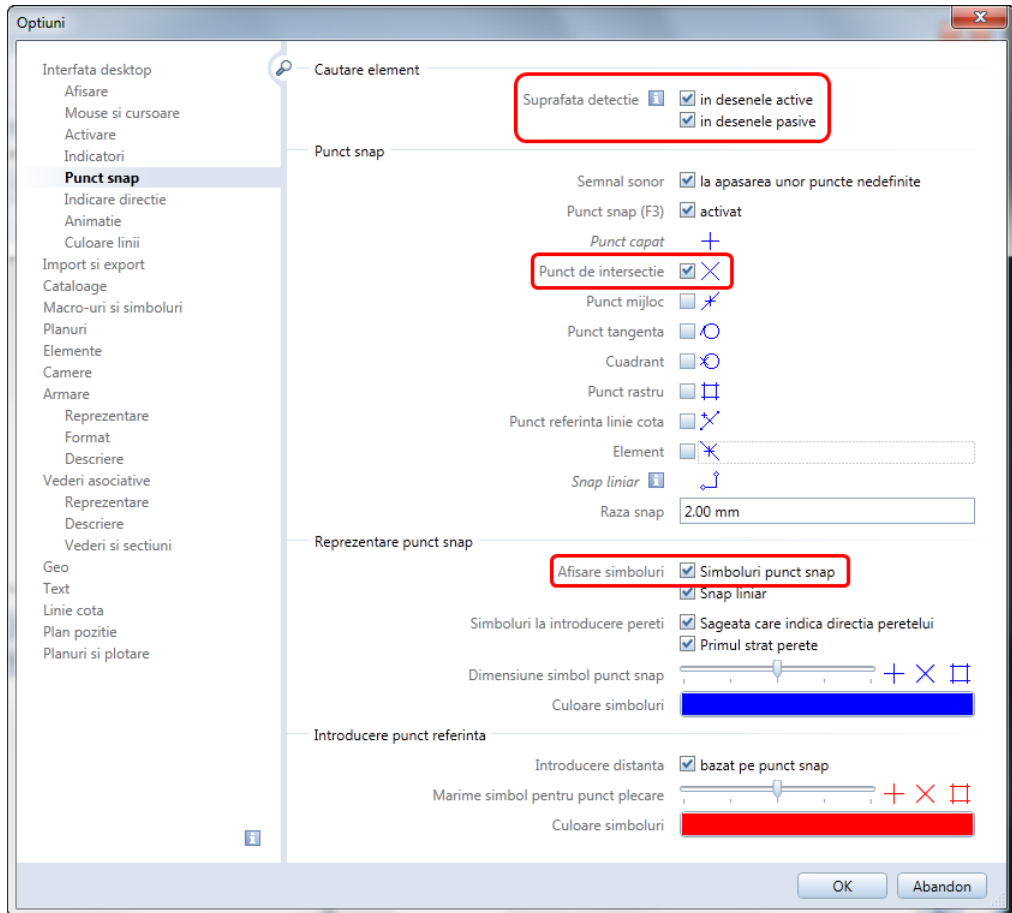 Optiuni
Interfata desktop
Afisare
Mouse si cursoare
Activare
Indicatori
Punct snap
Indicare directie
Animatie
Culoare linii
Import si export
Cataloage
Macro-uri si simboluri
Planuri
Elemente
Camere
Armare
Reprezentare
Format
Descriere
Vederi asociative
Reprezentare
Descriere
Vederi si sectiuni
Geo
Text
Linie cota
Plan pozitie
Planuri si plotare
Cautare element
Suprafata detectie in desenele active
in desenele pasive
Punct snap
Semnal sonor la apasarea unor puncte nedefinite
Punct snap (F3) activat
Punct capat
Punct de intersectie
Punct mijloc
Punct tangenta
Cuadrant
Punct rastru
Punct referinta linie cota
Element
Snap liniar
Raza snap 2.00 mm
Reprezentare punct snap
Afisare simboluri Simboluri punct snap
Snap liniar
Simboluri la introducere pereti Sageata care indica directia peretelui
Primul strat perete
Dimensiune simbol punct snap
Culoare simboluri
Introducere punct referinta
Introducere distanta bazat pe punct snap
Marime simbol pentru punct plecare
Culoare simboluri
OK Abandon